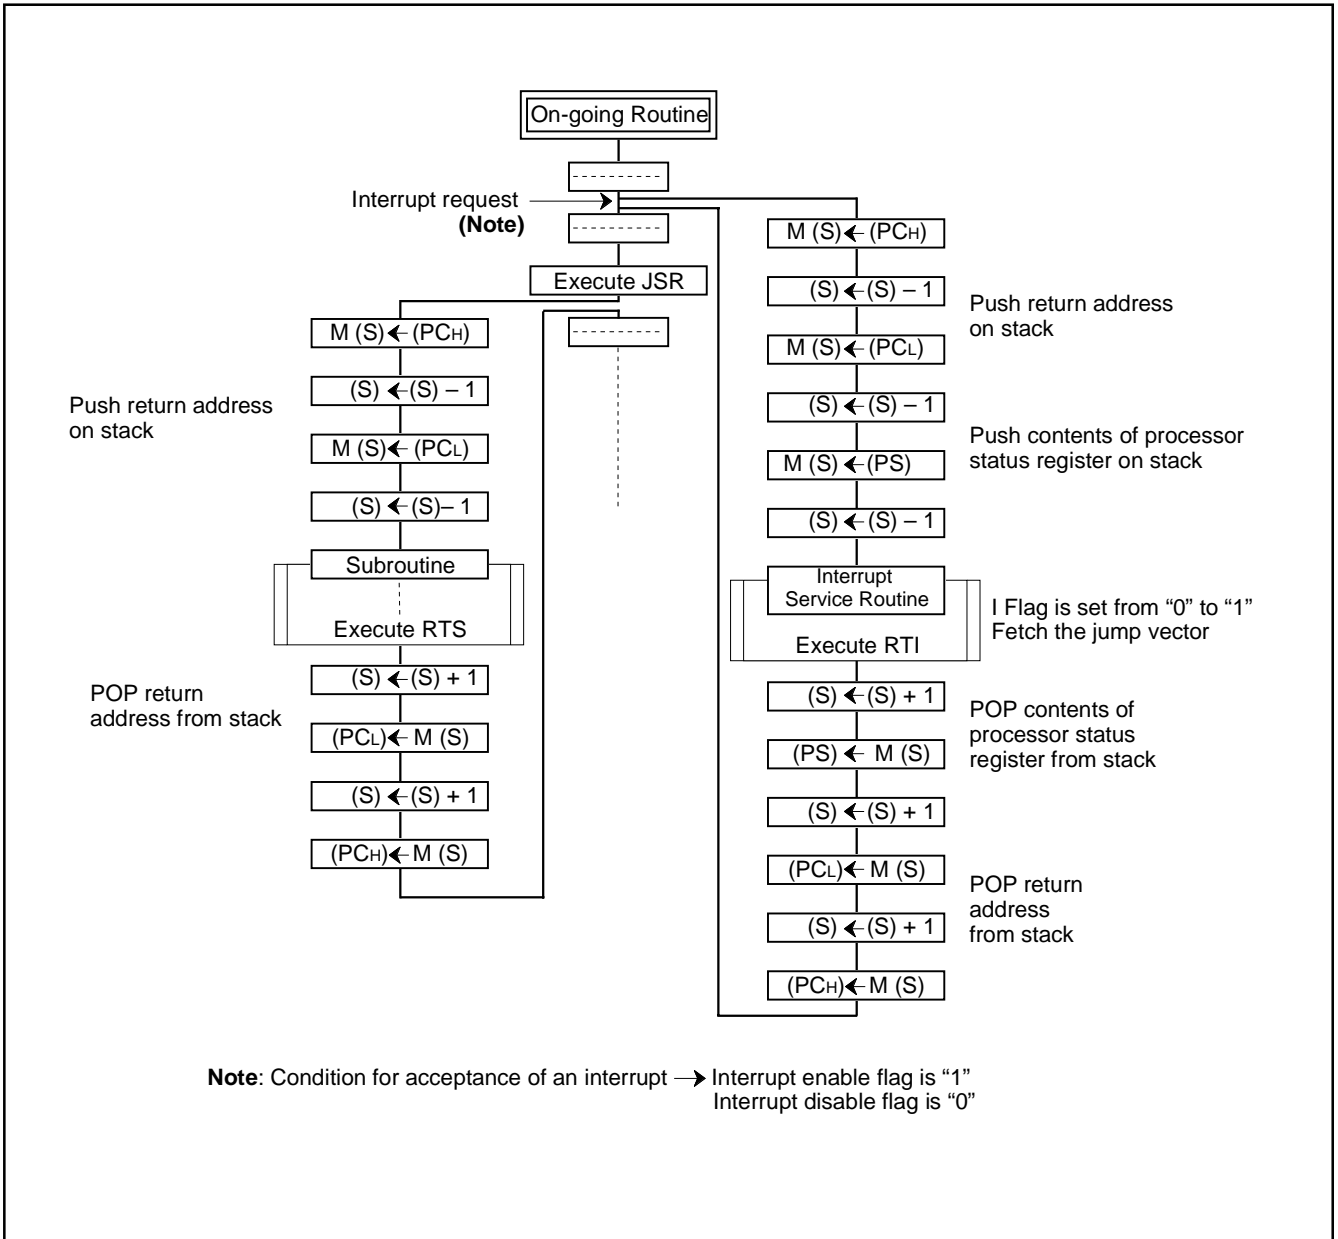 On-going Routine
Interrupt request
(Note)
Execute JSR
M (S) ← (PCH)
(S) ← (S) – 1
M (S) ← (PCL)
(S) ← (S)– 1
Push return address
on stack
Subroutine
Execute RTS
POP return
address from stack
(S) ← (S) + 1
(PCL) ← M (S)
(S) ← (S) + 1
(PCH) ← M (S)
M (S) ← (PCH)
(S) ← (S) – 1
M (S) ← (PCL)
(S) ← (S) – 1
M (S) ← (PS)
(S) ← (S) – 1
Push return address
on stack
Push contents of processor
status register on stack
Interrupt
Service Routine
Execute RTI
I Flag is set from “0” to “1”
Fetch the jump vector
(S) ← (S) + 1
(PS) ← M (S)
(S) ← (S) + 1
(PCL) ← M (S)
(S) ← (S) + 1
(PCH) ← M (S)
POP contents of
processor status
register from stack
POP return
address
from stack
Note: Condition for acceptance of an interrupt → Interrupt enable flag is “1”
Interrupt disable flag is “0”